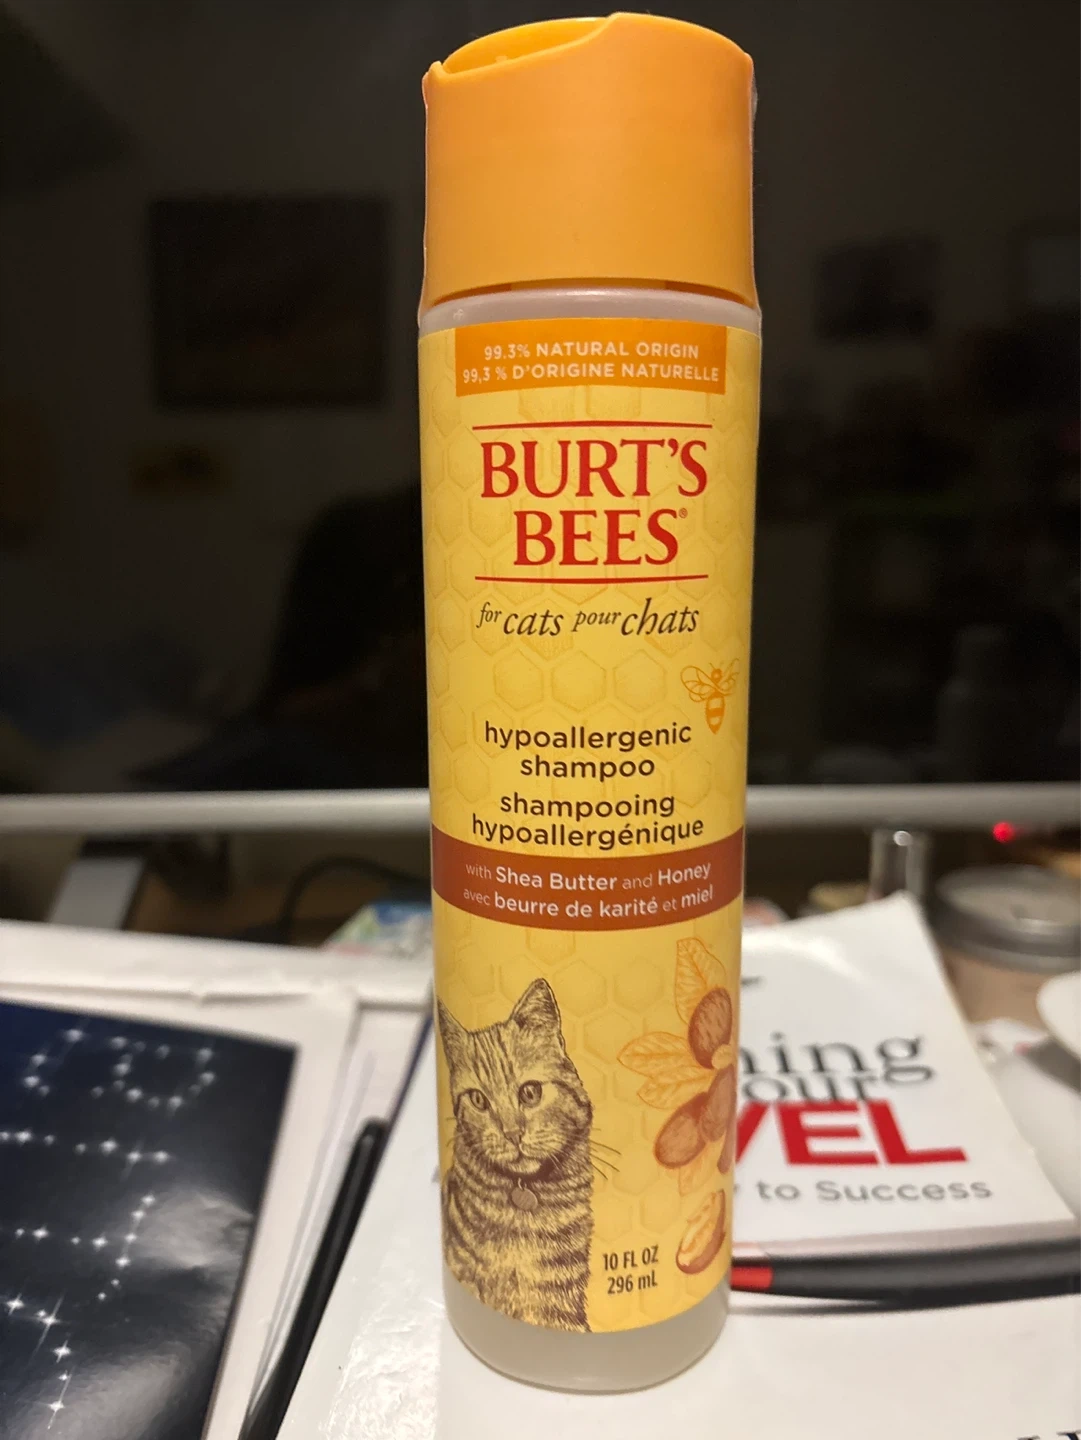 99.3% NATURAL ORIGIN
99,3 % D'ORIGINE NATURELLE
BURT'S
BEES®
for cats pour chats
hypoallergenic
shampoo
shampooing
hypoallergénique
with Shea Butter and Honey
avec beurre de karité et miel
10 FL OZ
296 mL
to Success